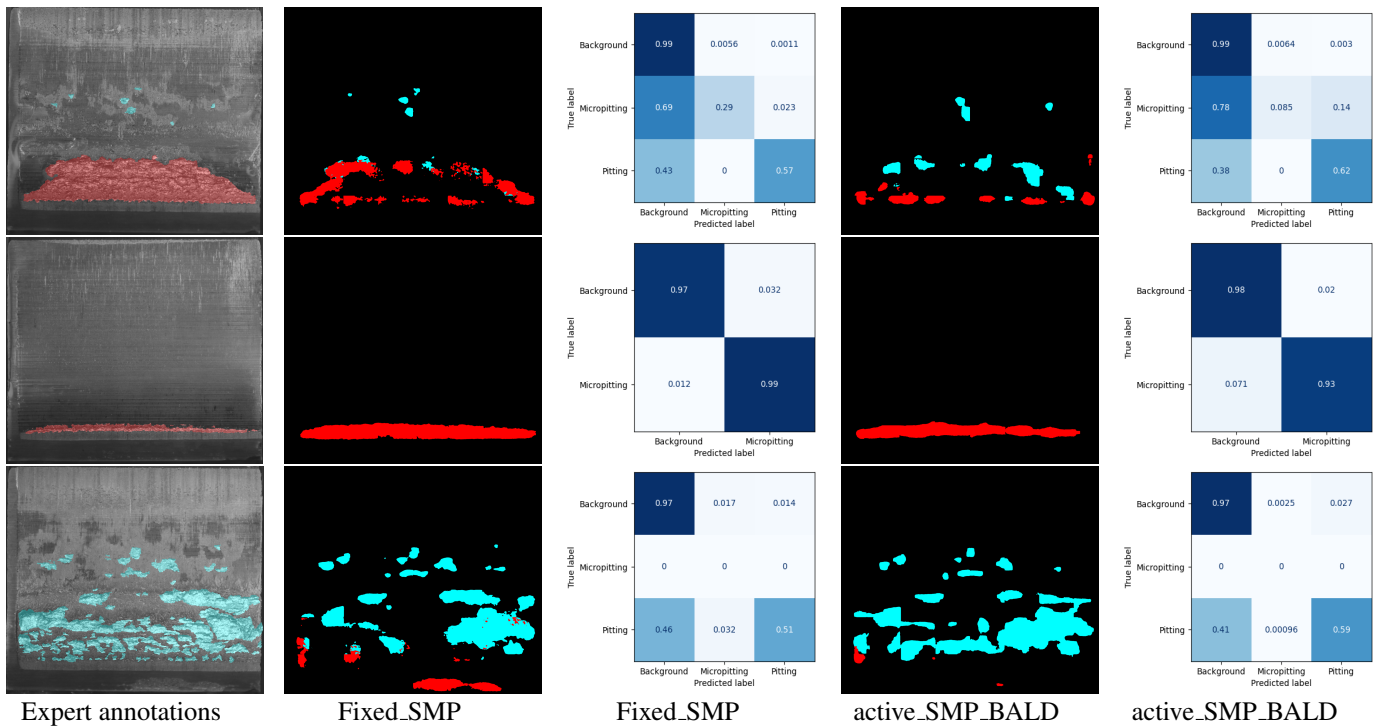 Background
0.99
0.0056
0.0011
Micropitting
0.69
0.29
0.023
Pitting
0.43
0
0.57
Background
Micropitting
Pitting
True label
Predicted label
Background
0.99
0.0064
0.003
Micropitting
0.78
0.085
0.14
Pitting
0.38
0
0.62
Background
Micropitting
Pitting
True label
Predicted label
Background
0.97
0.032
Micropitting
0.012
0.99
Background
Micropitting
True label
Predicted label
Background
0.98
0.02
Micropitting
0.071
0.93
Background
Micropitting
True label
Predicted label
Background
0.97
0.017
0.014
Micropitting
0
0
0
Pitting
0.46
0.032
0.51
Background
Micropitting
Pitting
True label
Predicted label
Background
0.97
0.0025
0.027
Micropitting
0
0
0
Pitting
0.41
0.00096
0.59
Background
Micropitting
Pitting
True label
Predicted label
Expert annotations
Fixed_SMP
Fixed_SMP
active_SMP_BALD
active_SMP_BALD